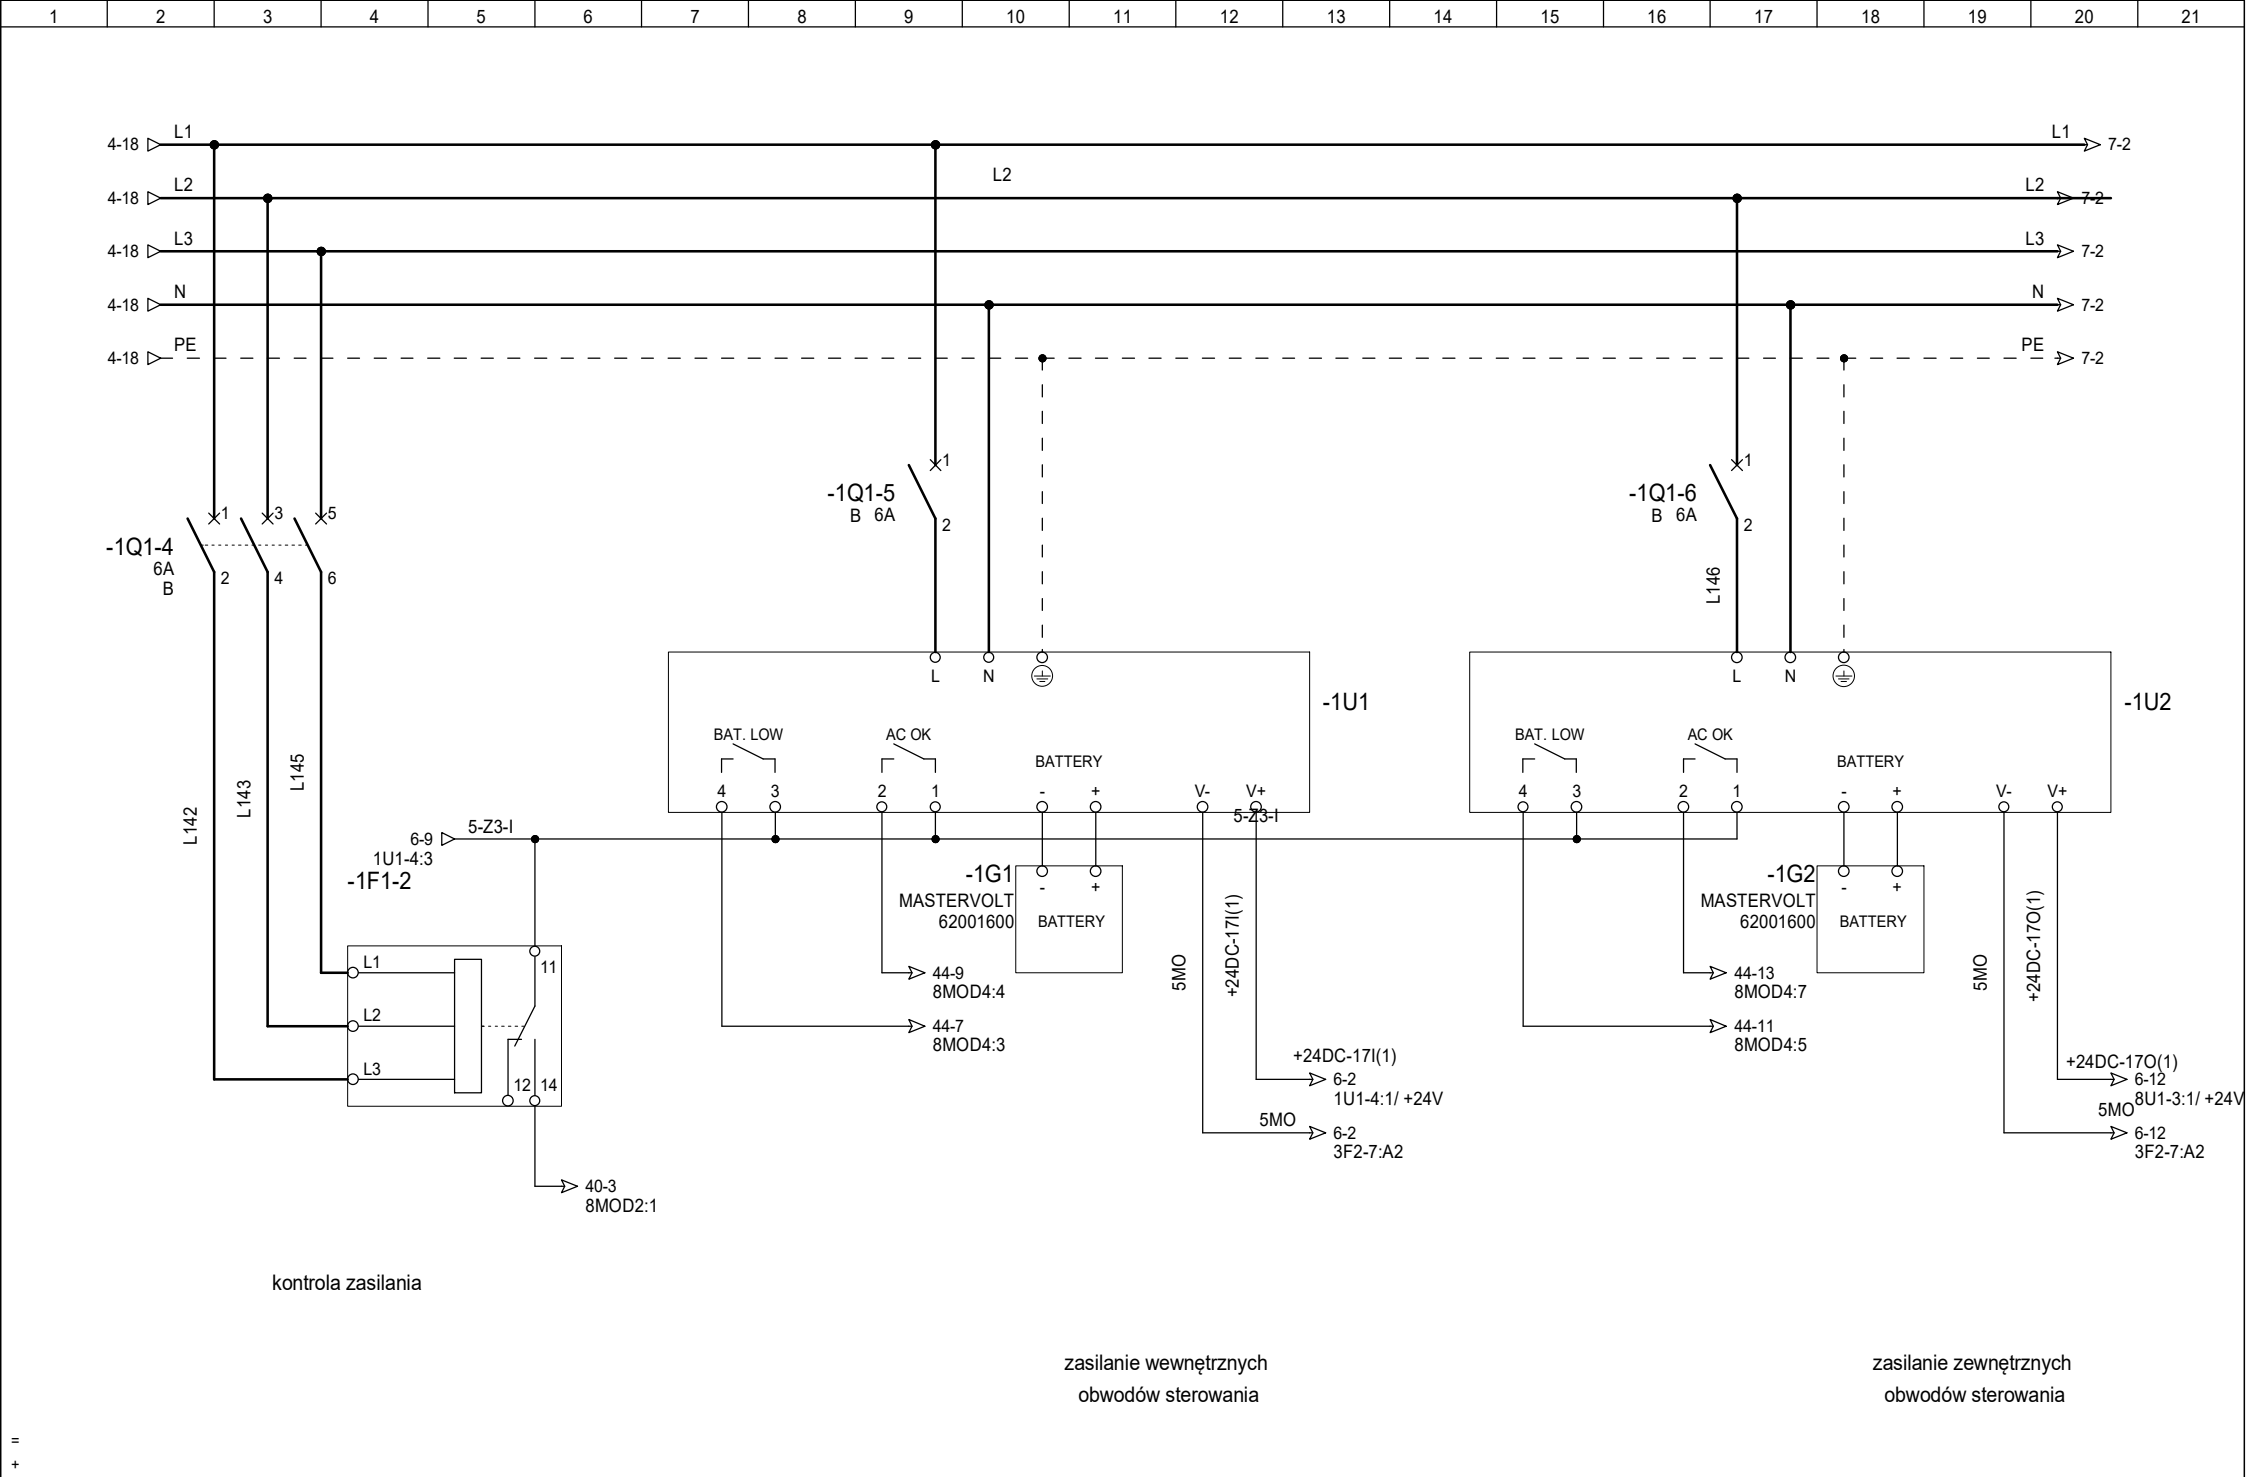 1 2 3 4 5 6 7 8 9 10 11 12 13 14 15 16 17 18 19 20 21
L1 L1
4-18 7-2
L2
L2 L2
4-18 7-2
L3 L3
4-18 7-2
N N
4-18 7-2
PE PE
4-18 7-2
1 1
-1Q1-5 -1Q1-6
B 6A B 6A
2 2
1 3 5
-1Q1-4
6A
B
2 4 6
L146
L N L N
-1U1 -1U2
BAT. LOW AC OK BAT. LOW AC OK
BATTERY BATTERY
4 3 2 1 - + V- V+ 4 3 2 1 - + V- V+
L142
L143
L145
5-Z3-I
5-Z3-I
6-9
1U1-4:3
-1F1-2
-1G1
MASTERVOLT
62001600
- +
BATTERY
-1G2
MASTERVOLT
62001600
- +
BATTERY
5MO
+24DC-17I(1)
5MO
+24DC-17O(1)
L1
L2
L3
11
12 14
44-9
8MOD4:4
44-7
8MOD4:3
44-13
8MOD4:7
44-11
8MOD4:5
+24DC-17I(1)
6-2
1U1-4:1/ +24V
5MO
6-2
3F2-7:A2
+24DC-17O(1)
6-12
8U1-3:1/ +24V
5MO
6-12
3F2-7:A2
40-3
8MOD2:1
kontrola zasilania
zasilanie wewnętrznych
obwodów sterowania
zasilanie zewnętrznych
obwodów sterowania
=
+